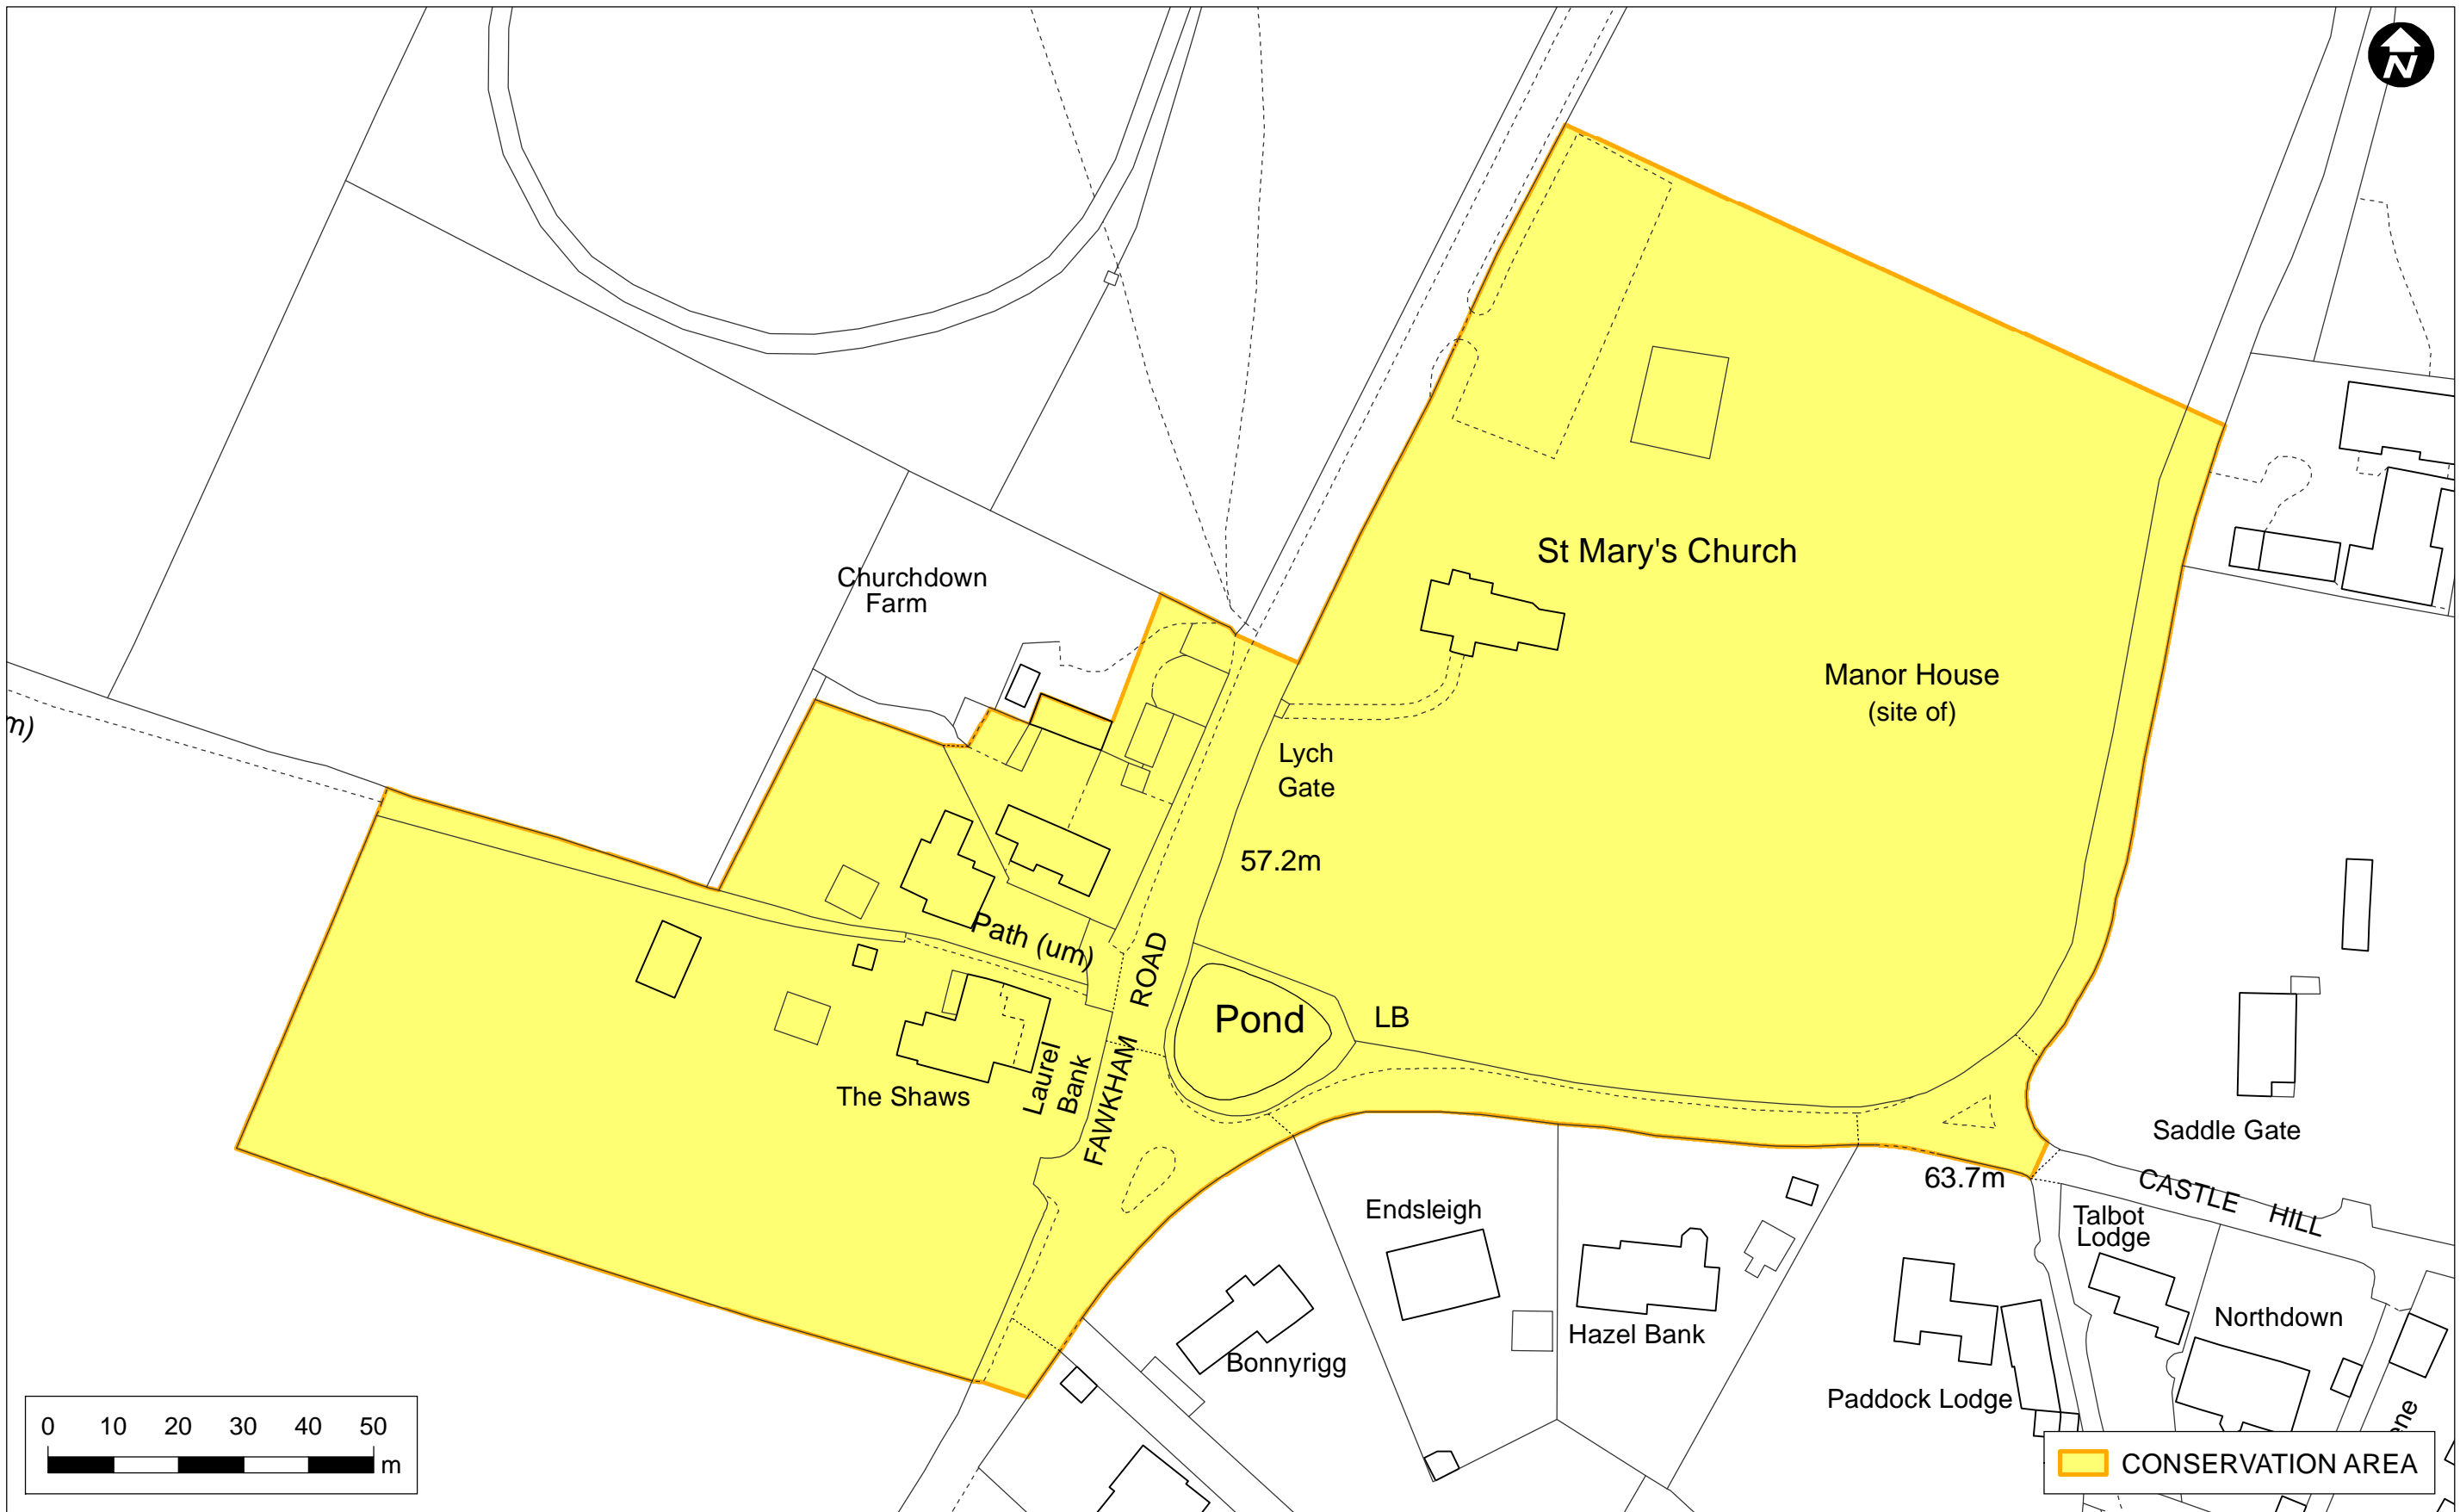 N
St Mary's Church
Churchdown
Farm
Manor House
(site of)
m)
Lych
Gate
57.2m
Path (um)
FAWKHAM ROAD
Pond
LB
Laurel
Bank
The Shaws
Saddle Gate
63.7m
CASTLE HILL
Endsleigh
Talbot
Lodge
Northdown
Hazel Bank
Bonnyrigg
Paddock Lodge
ene
0 10 20 30 40 50
m
CONSERVATION AREA